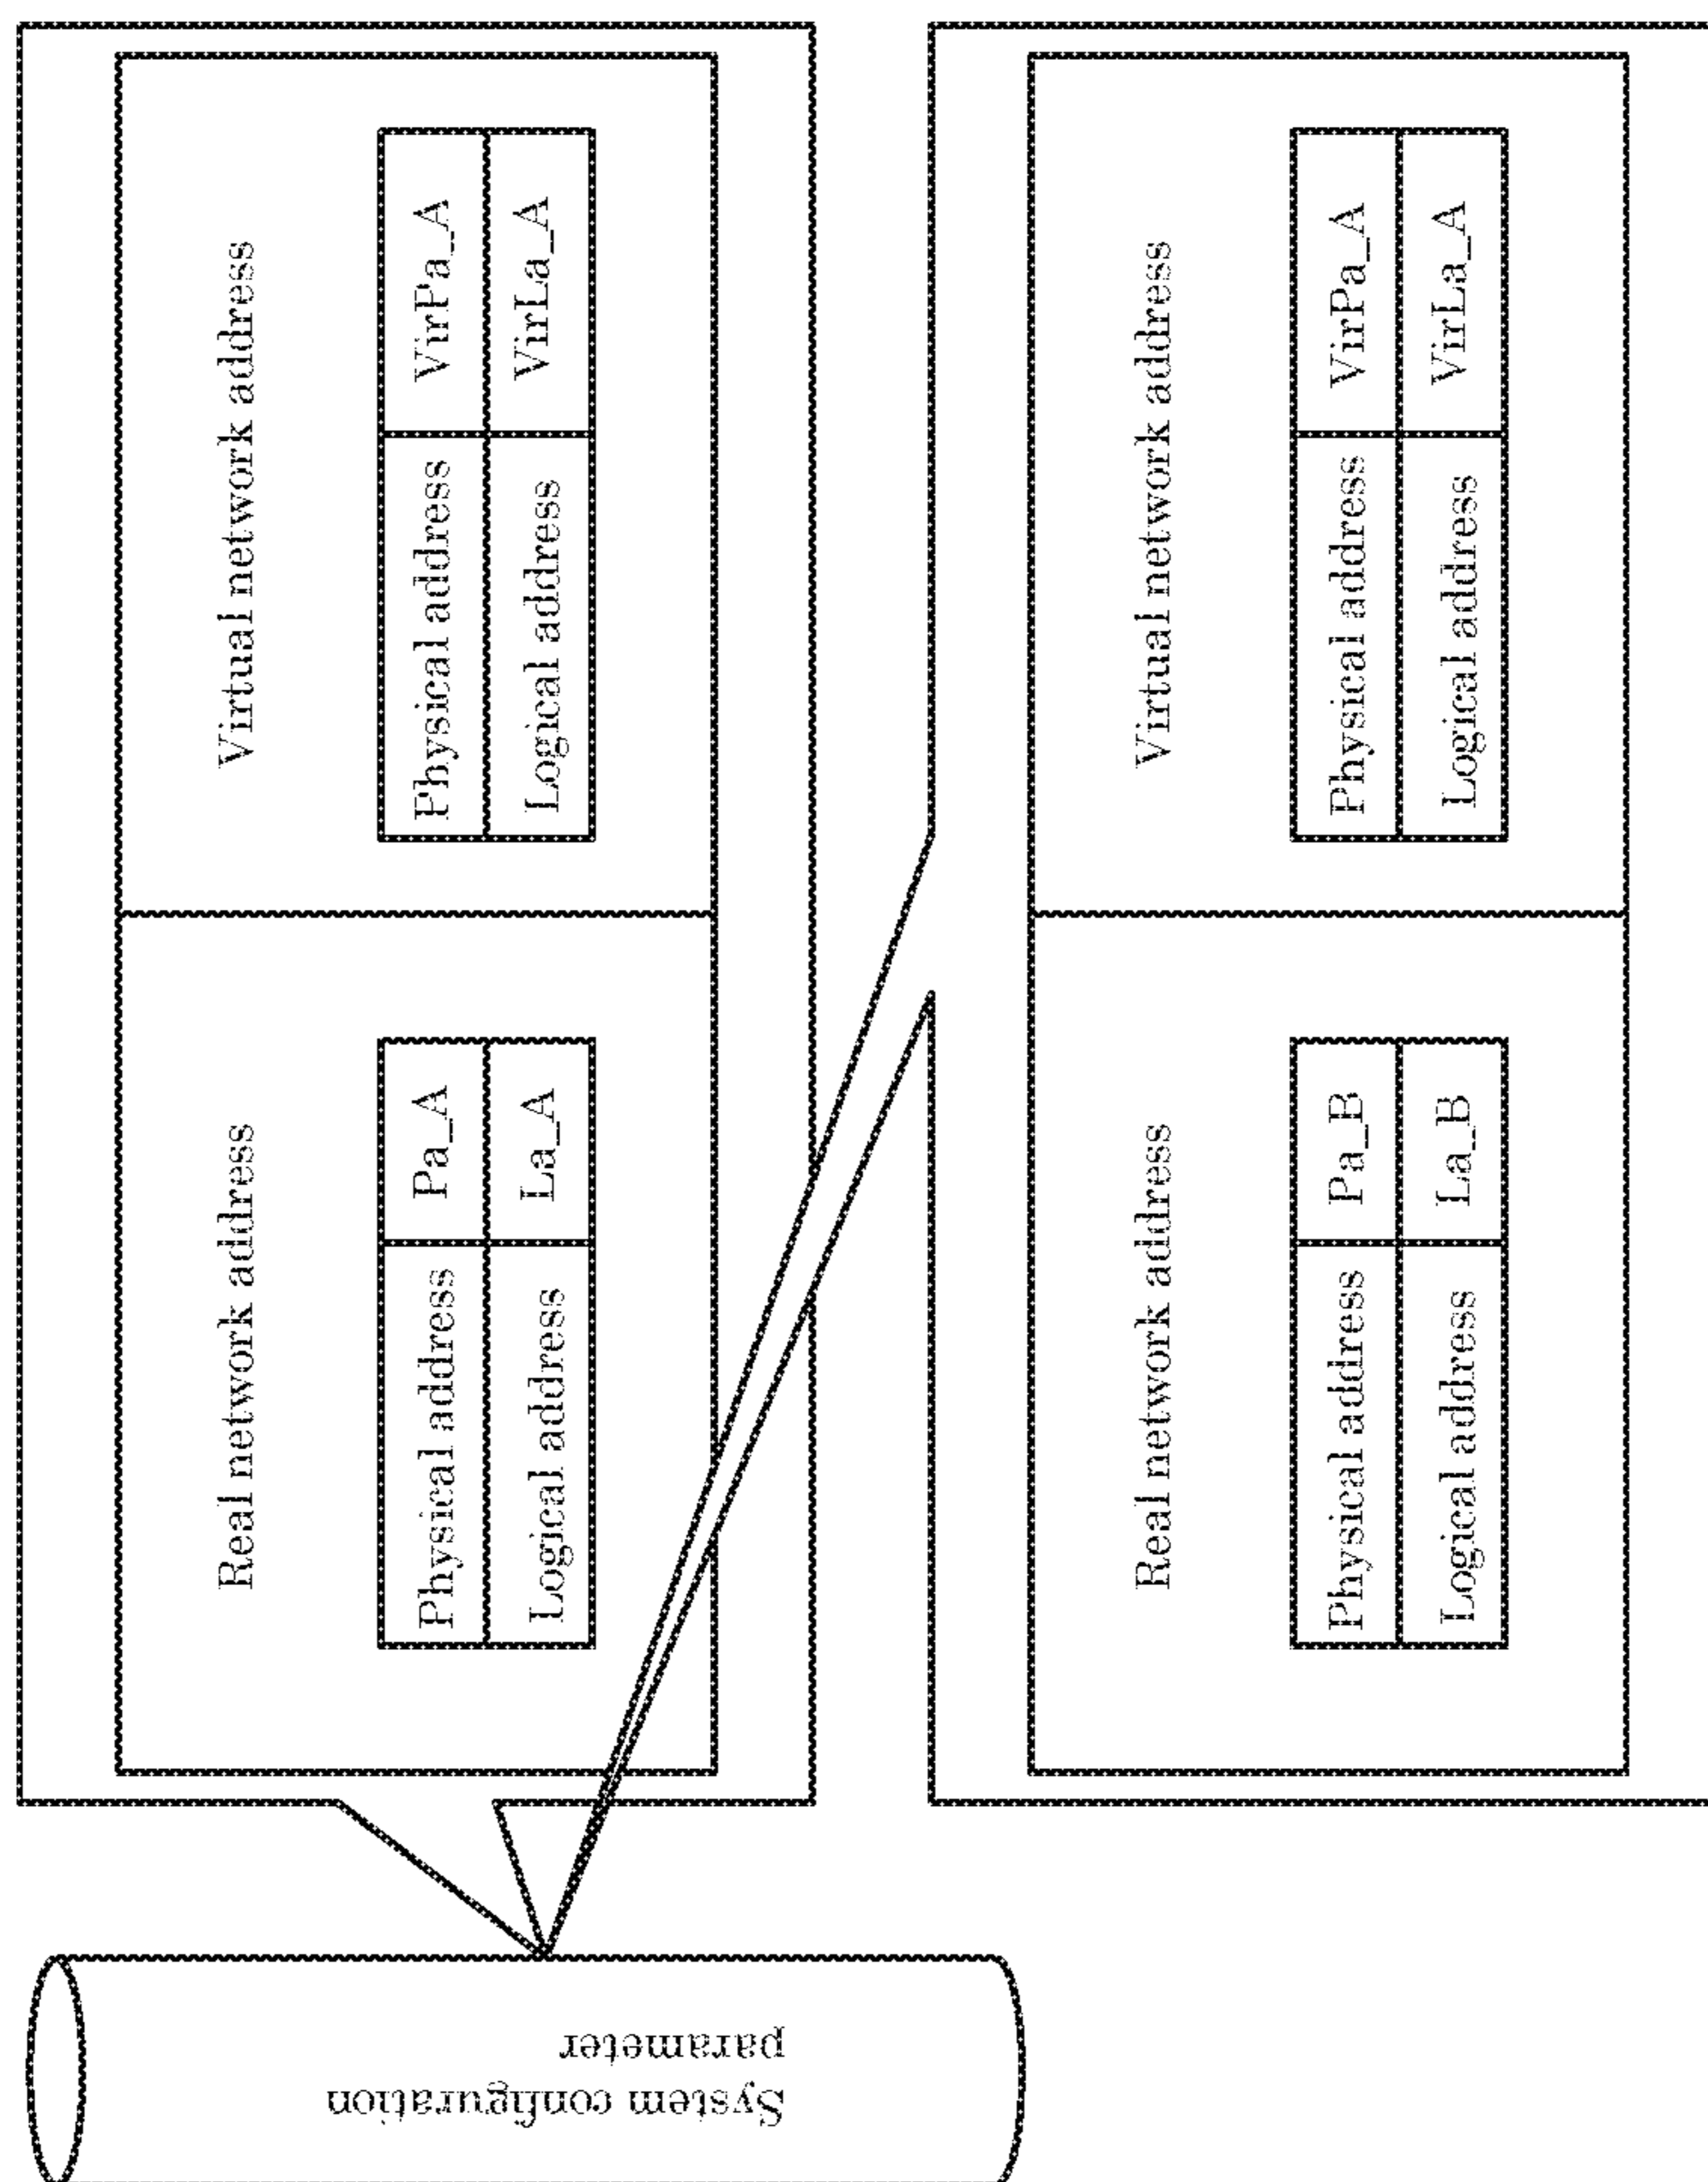 System configuration
parameter
Real network address
Physical address Pa_A
Logical address La_A
Virtual network address
Physical address VirPa_A
Logical address VirLa_A
Real network address
Physical address Pa_B
Logical address La_B
Virtual network address
Physical address VirPa_A
Logical address VirLa_A